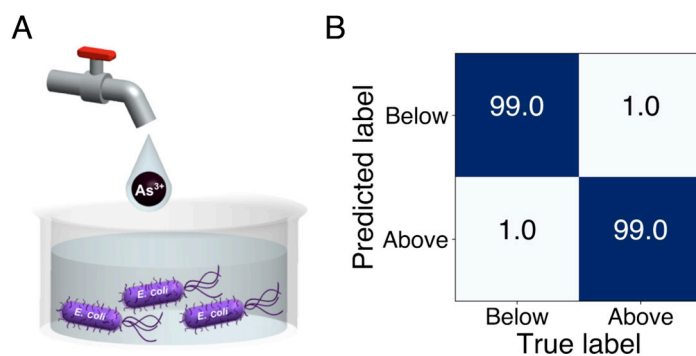 A
As³⁺
E. coli
E. coli
E. coli
B
Predicted label
Below
99.0
1.0
Above
1.0
99.0
Below
Above
True label